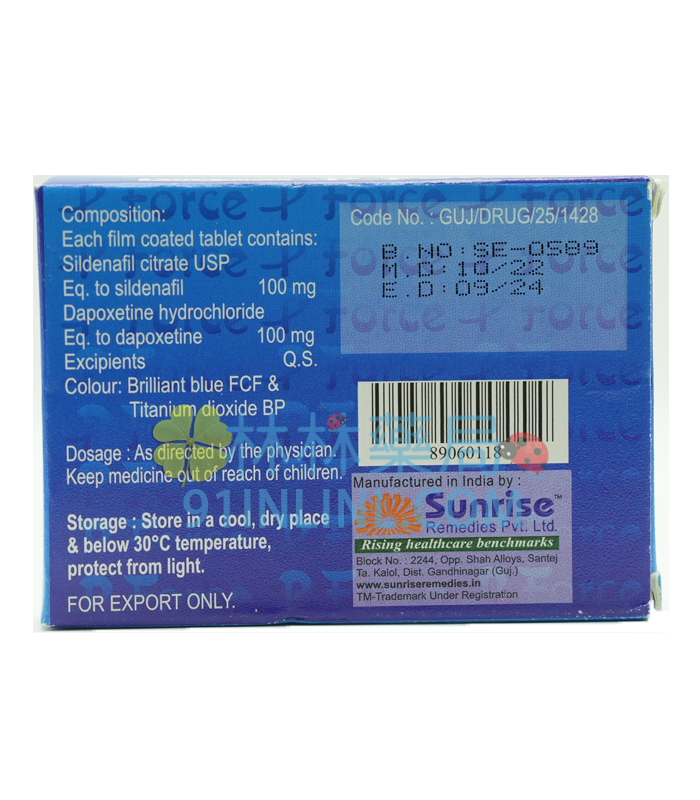 Composition:
Each film coated tablet contains:
Sildenafil citrate USP
Eq. to sildenafil 100 mg
Dapoxetine hydrochloride
Eq. to dapoxetine 100 mg
Excipients Q.S.
Colour: Brilliant blue FCF &
Titanium dioxide BP
Dosage : As directed by the physician.
Keep medicine out of reach of children.
Storage : Store in a cool, dry place
& below 30°C temperature,
protect from light.
FOR EXPORT ONLY.
Code No. : GUJ/DRUG/25/1428
B.NO:SE-0589
M.D:10/22
E.D:09/24
89060118
Manufactured in India by :
Sunrise™
Remedies Pvt. Ltd.
Rising healthcare benchmarks
Block No. : 2244, Opp. Shah Alloys, Santej
Ta. Kalol, Dist. Gandhinagar (Guj.)
www.sunriseremedies.in
TM-Trademark Under Registration
林林藥局